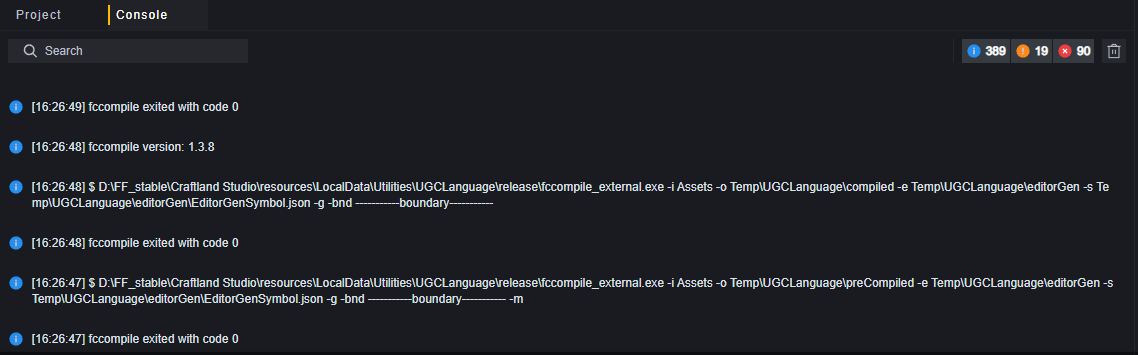 Project Console
Search 389 19 90
[16:26:49] fccompile exited with code 0
[16:26:48] fccompile version: 1.3.8
[16:26:48] $ D:\FF_stable\Craftland Studio\resources\LocalData\Utilities\UGCLanguage\release\fccompile_external.exe -i Assets -o Temp\UGCLanguage\compiled -e Temp\UGCLanguage\editorGen -s Te
mp\UGCLanguage\editorGen\EditorGenSymbol.json -g -bnd -----------boundary-----------
[16:26:48] fccompile exited with code 0
[16:26:47] $ D:\FF_stable\Craftland Studio\resources\LocalData\Utilities\UGCLanguage\release\fccompile_external.exe -i Assets -o Temp\UGCLanguage\preCompiled -e Temp\UGCLanguage\editorGen -s
Temp\UGCLanguage\editorGen\EditorGenSymbol.json -g -bnd -----------boundary----------- -m
[16:26:47] fccompile exited with code 0